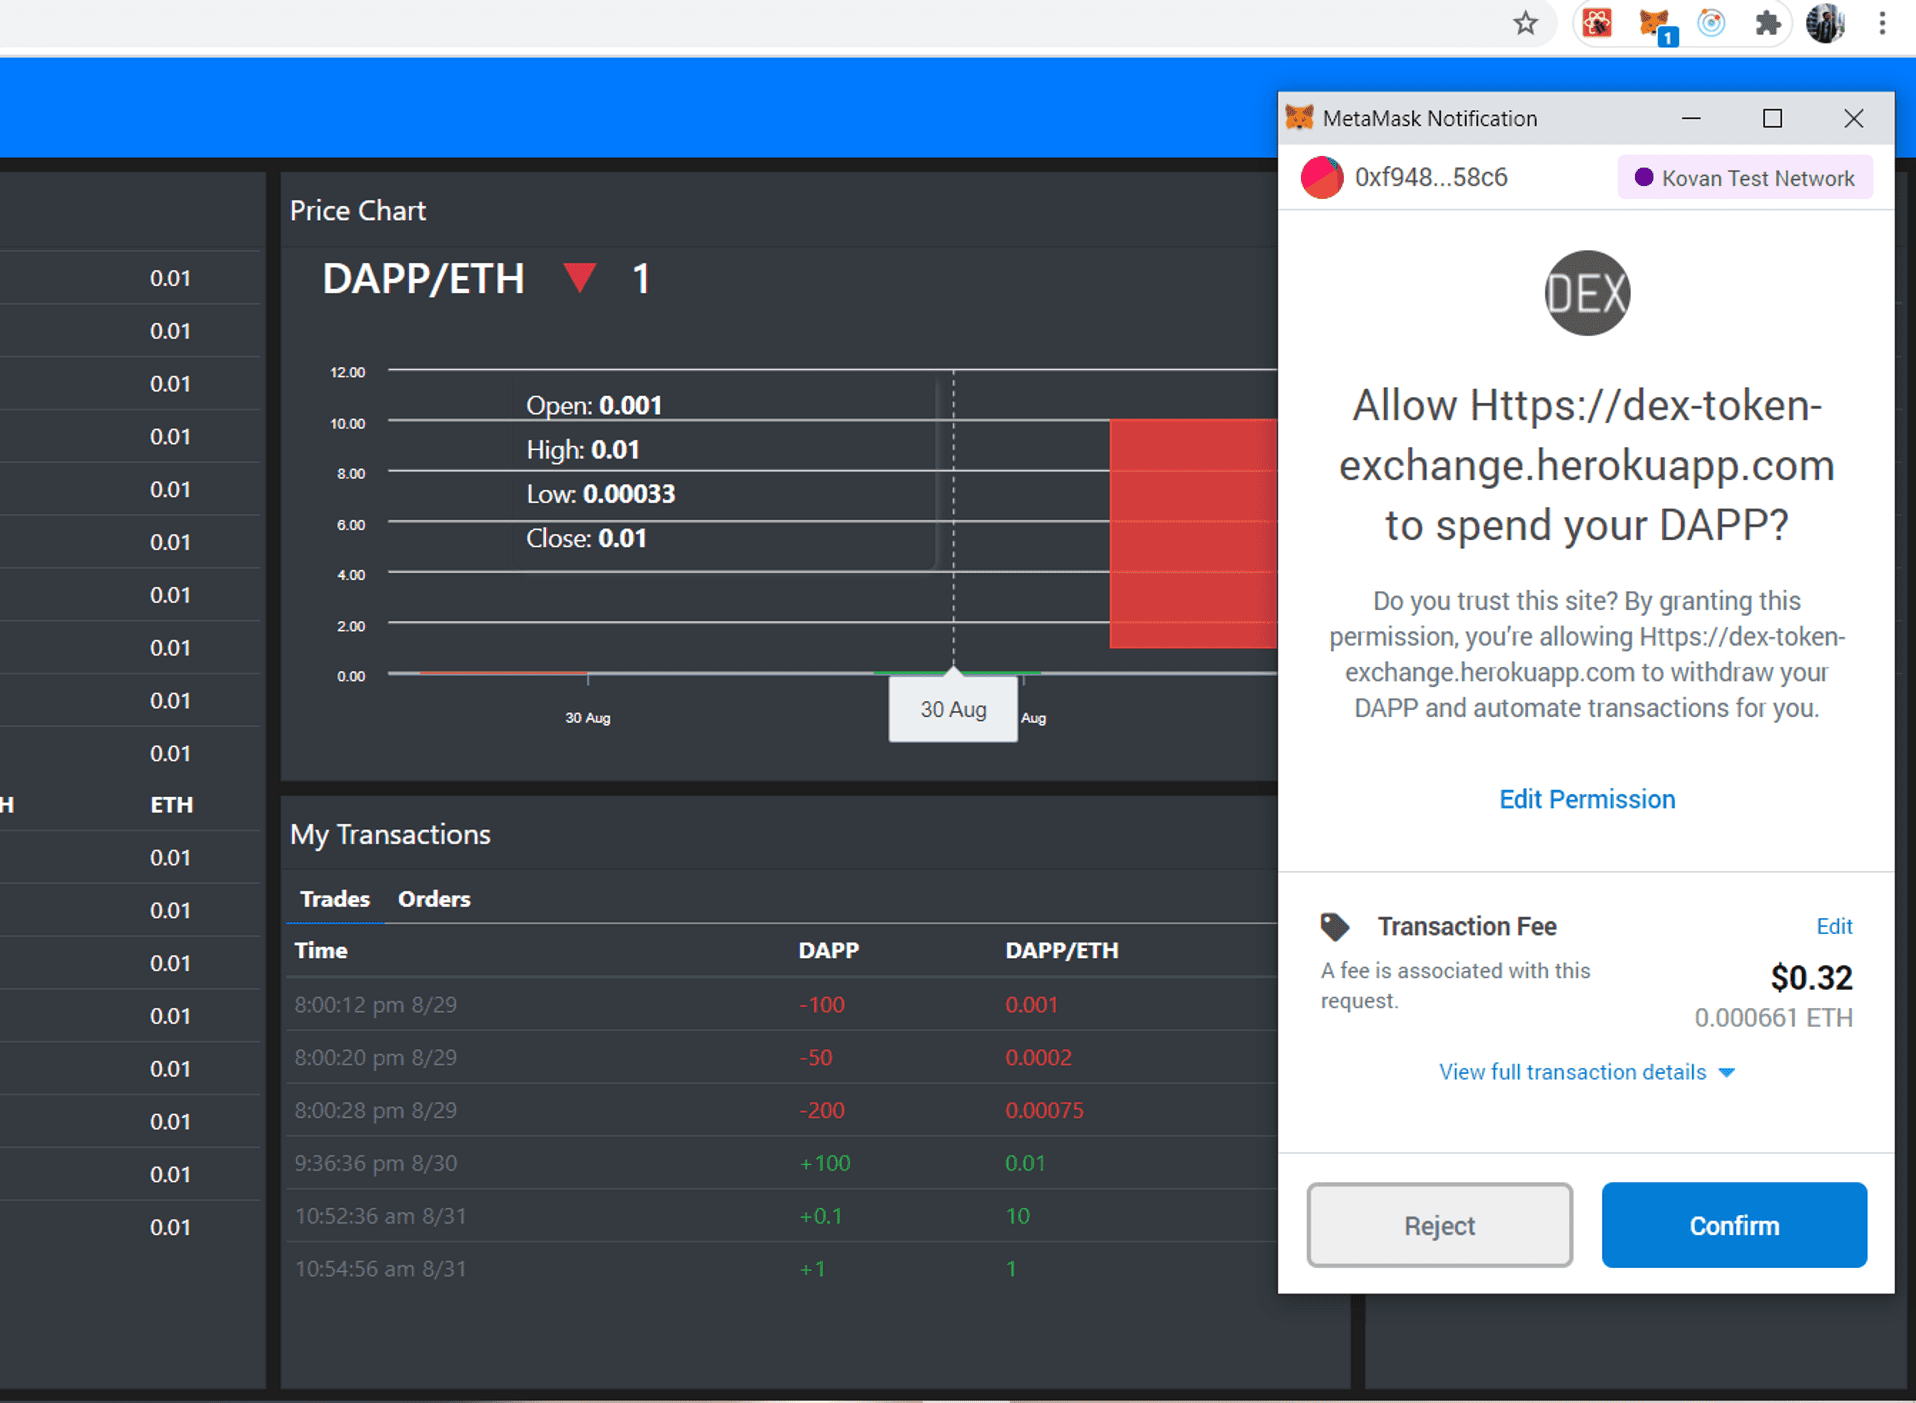 1
0.01
0.01
0.01
0.01
0.01
0.01
0.01
0.01
0.01
0.01
H ETH
0.01
0.01
0.01
0.01
0.01
0.01
0.01
0.01
Price Chart
DAPP/ETH ▼ 1
12.00
10.00
8.00
6.00
4.00
2.00
0.00
Open: 0.001
High: 0.01
Low: 0.00033
Close: 0.01
30 Aug
30 Aug
Aug
My Transactions
Trades Orders
Time DAPP DAPP/ETH
8:00:12 pm 8/29 -100 0.001
8:00:20 pm 8/29 -50 0.0002
8:00:28 pm 8/29 -200 0.00075
9:36:36 pm 8/30 +100 0.01
10:52:36 am 8/31 +0.1 10
10:54:56 am 8/31 +1 1
MetaMask Notification
0xf948...58c6 Kovan Test Network
DEX
Allow Https://dex-token-
exchange.herokuapp.com
to spend your DAPP?
Do you trust this site? By granting this
permission, you're allowing Https://dex-token-
exchange.herokuapp.com to withdraw your
DAPP and automate transactions for you.
Edit Permission
Transaction Fee Edit
A fee is associated with this
request.
$0.32
0.000661 ETH
View full transaction details
Reject Confirm